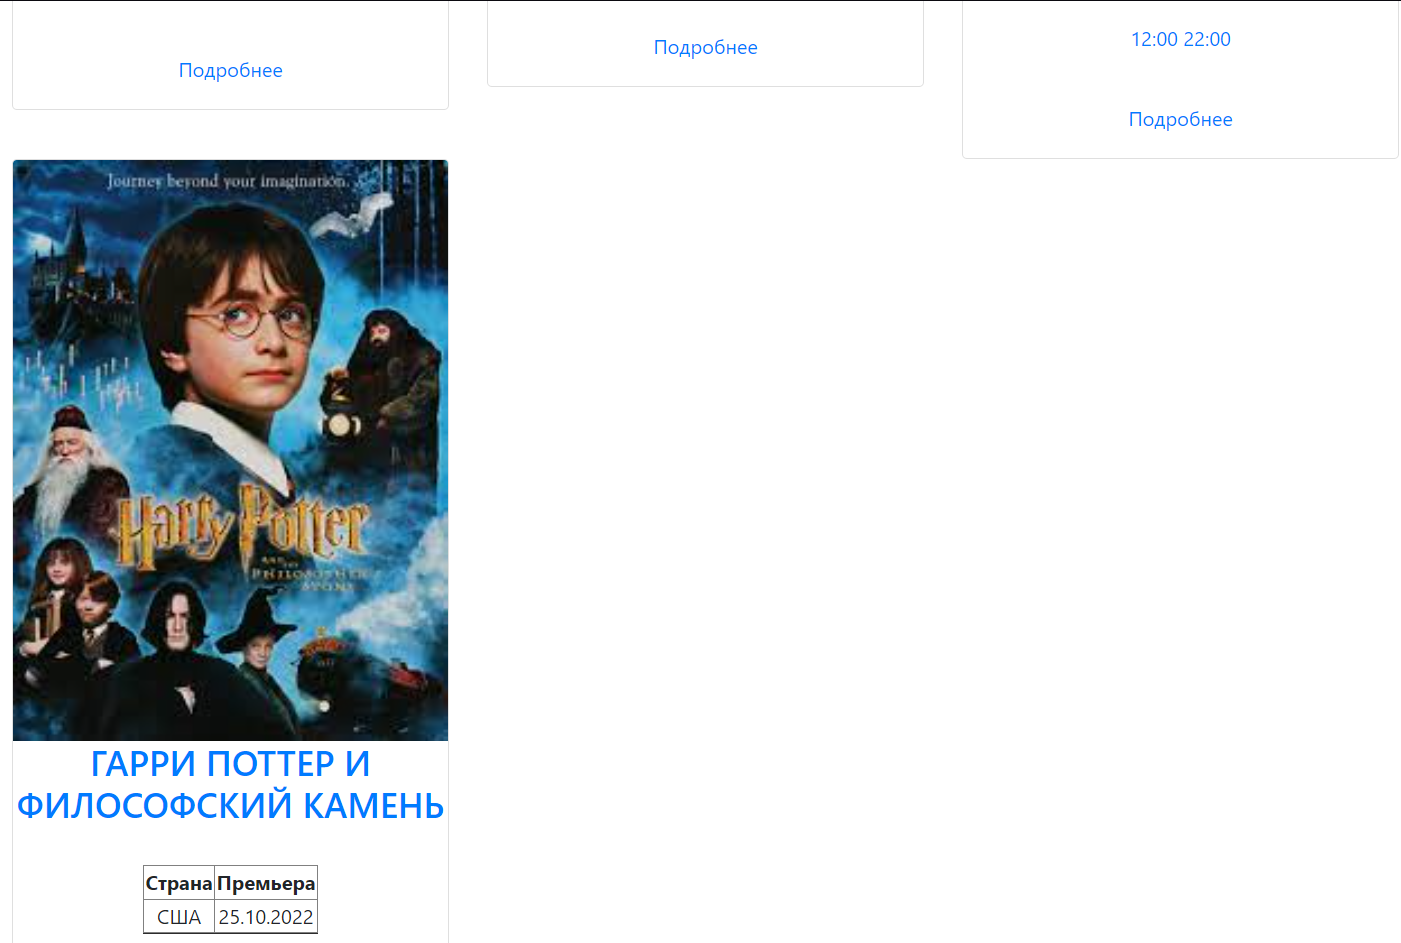 Подробнее
Подробнее
12:00 22:00
Подробнее
Journey beyond your imagination.
Harry Potter
AND THE
PHILOSOPHER'S
STONE
ГАРРИ ПОТТЕР И
ФИЛОСОФСКИЙ КАМЕНЬ
Страна Премьера
США 25.10.2022